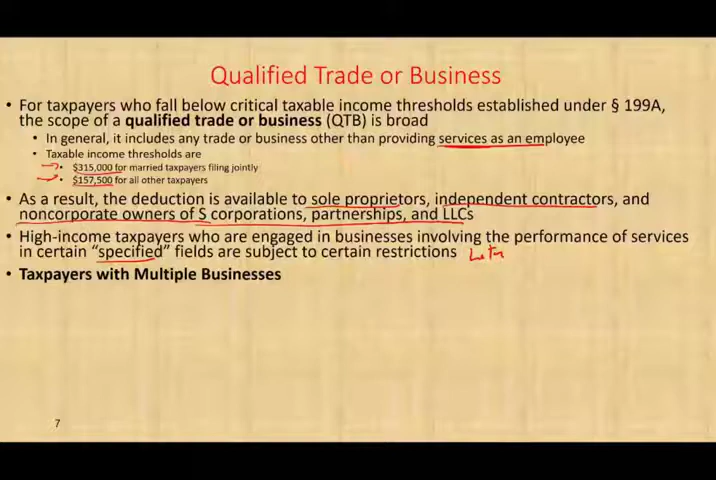 Qualified Trade or Business
• For taxpayers who fall below critical taxable income thresholds established under § 199A,
the scope of a qualified trade or business (QTB) is broad
• In general, it includes any trade or business other than providing services as an employee
• Taxable income thresholds are
• $315,000 for married taxpayers filing jointly
• $157,500 for all other taxpayers
• As a result, the deduction is available to sole proprietors, independent contractors, and
noncorporate owners of S corporations, partnerships, and LLCs
• High-income taxpayers who are engaged in businesses involving the performance of services
in certain “specified” fields are subject to certain restrictions
• Taxpayers with Multiple Businesses
7